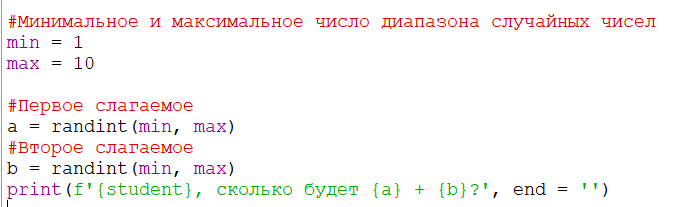 #Минимальное и максимальное число диапазона случайных чисел
min = 1
max = 10
#Первое слагаемое
a = randint(min, max)
#Второе слагаемое
b = randint(min, max)
print(f'{student}, сколько будет {a} + {b}?', end = '')